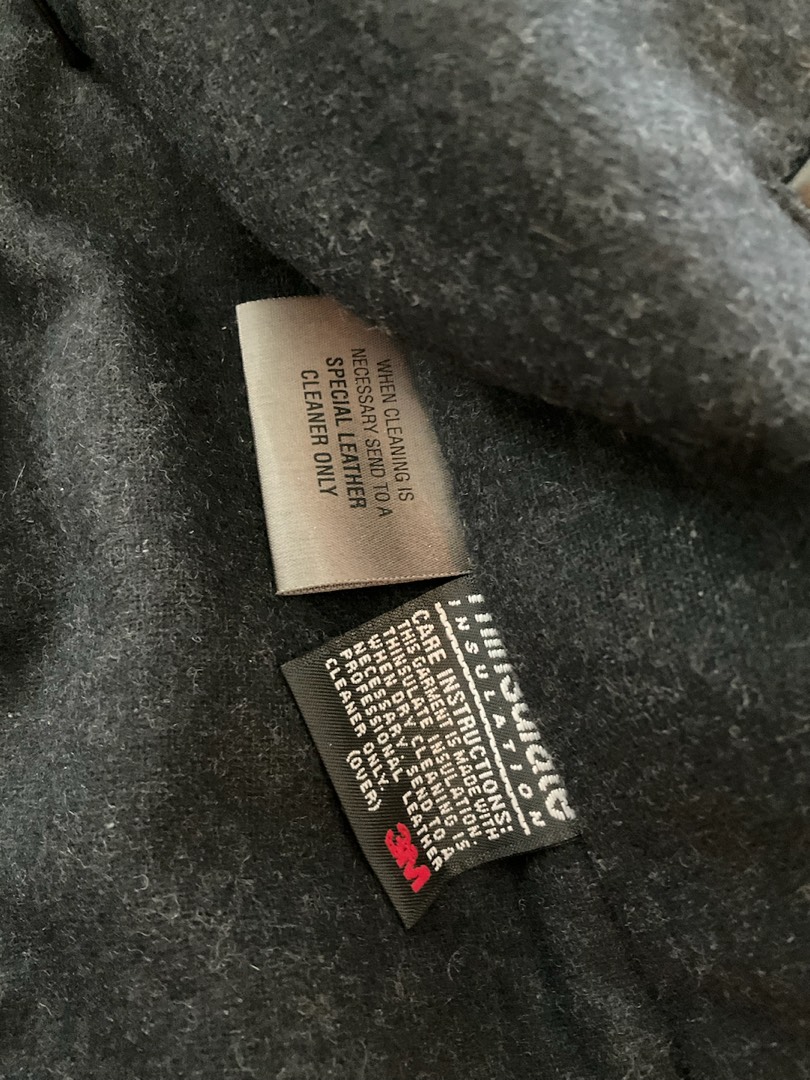 WHEN CLEANING IS
NECESSARY SEND TO A
SPECIAL LEATHER
CLEANER ONLY
Thinsulate
INSULATION
CARE INSTRUCTIONS:
THIS GARMENT IS MADE WITH
THINSULATE INSULATION.
WHEN DRY CLEANING IS
NECESSARY, SEND TO A
PROFESSIONAL LEATHER
CLEANER ONLY.
(OVER)
3M